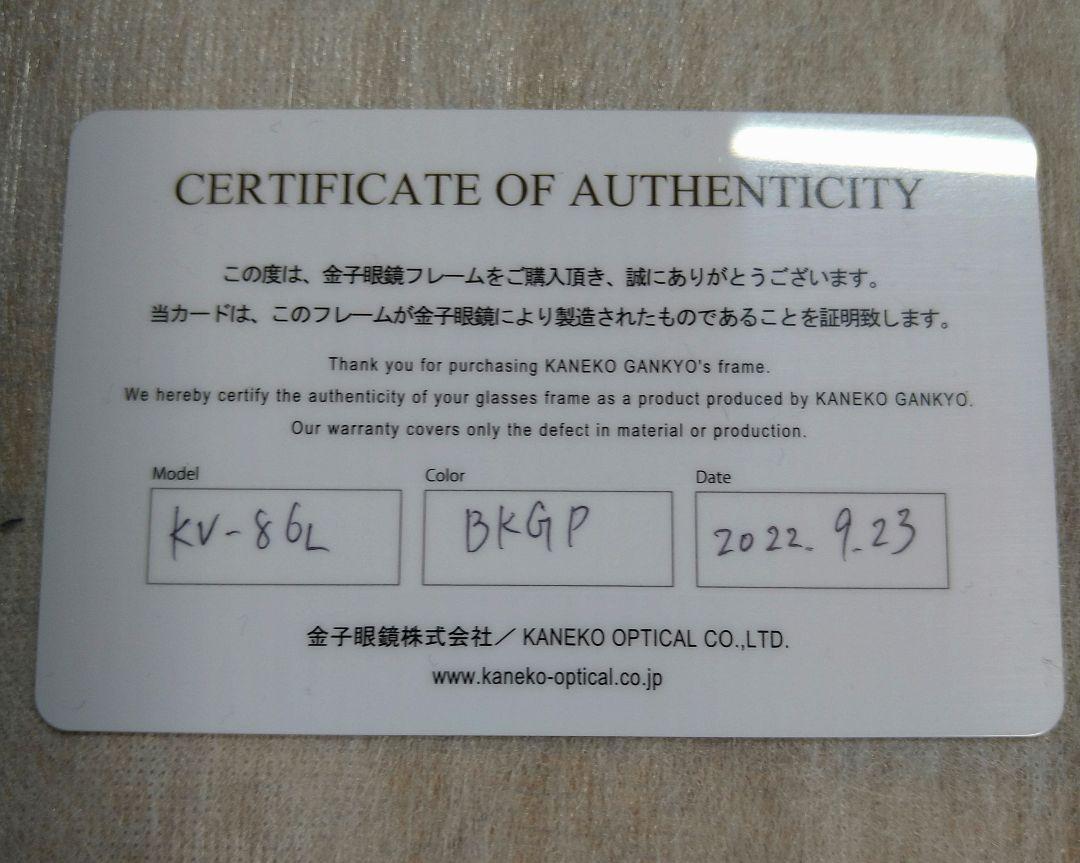 CERTIFICATE OF AUTHENTICITY
この度は、金子眼鏡フレームをご購入頂き、誠にありがとうございます。
当カードは、このフレームが金子眼鏡により製造されたものであることを証明致します。
Thank you for purchasing KANEKO GANKYO's frame.
We hereby certify the authenticity of your glasses frame as a product produced by KANEKO GANKYO.
Our warranty covers only the defect in material or production.
Model Color Date
KV-86L BKGP 2022.9.23
金子眼鏡株式会社／KANEKO OPTICAL CO.,LTD.
www.kaneko-optical.co.jp